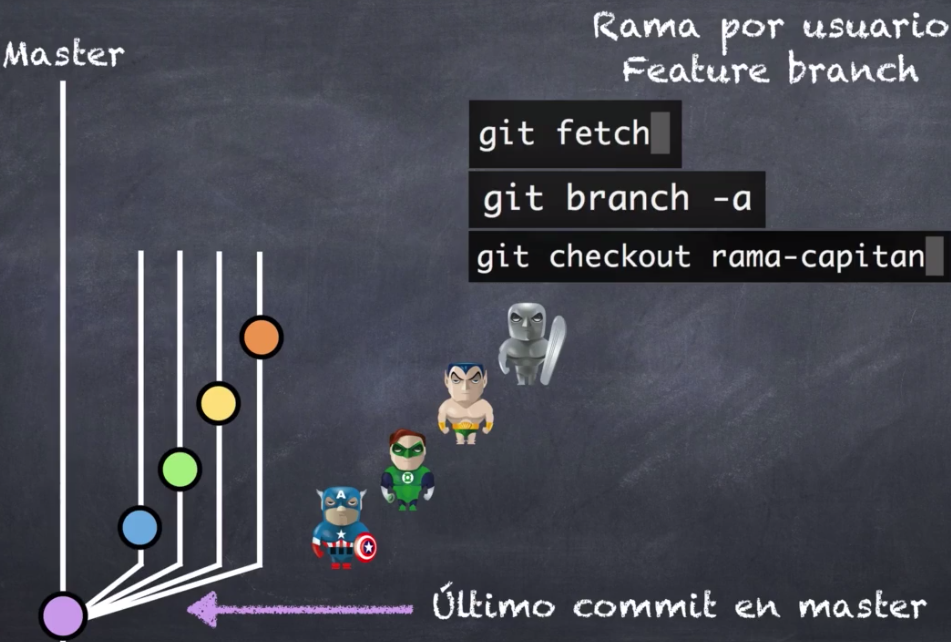 Master
Rama por usuario
Feature branch
git fetch
git branch -a
git checkout rama-capitan
Último commit en master